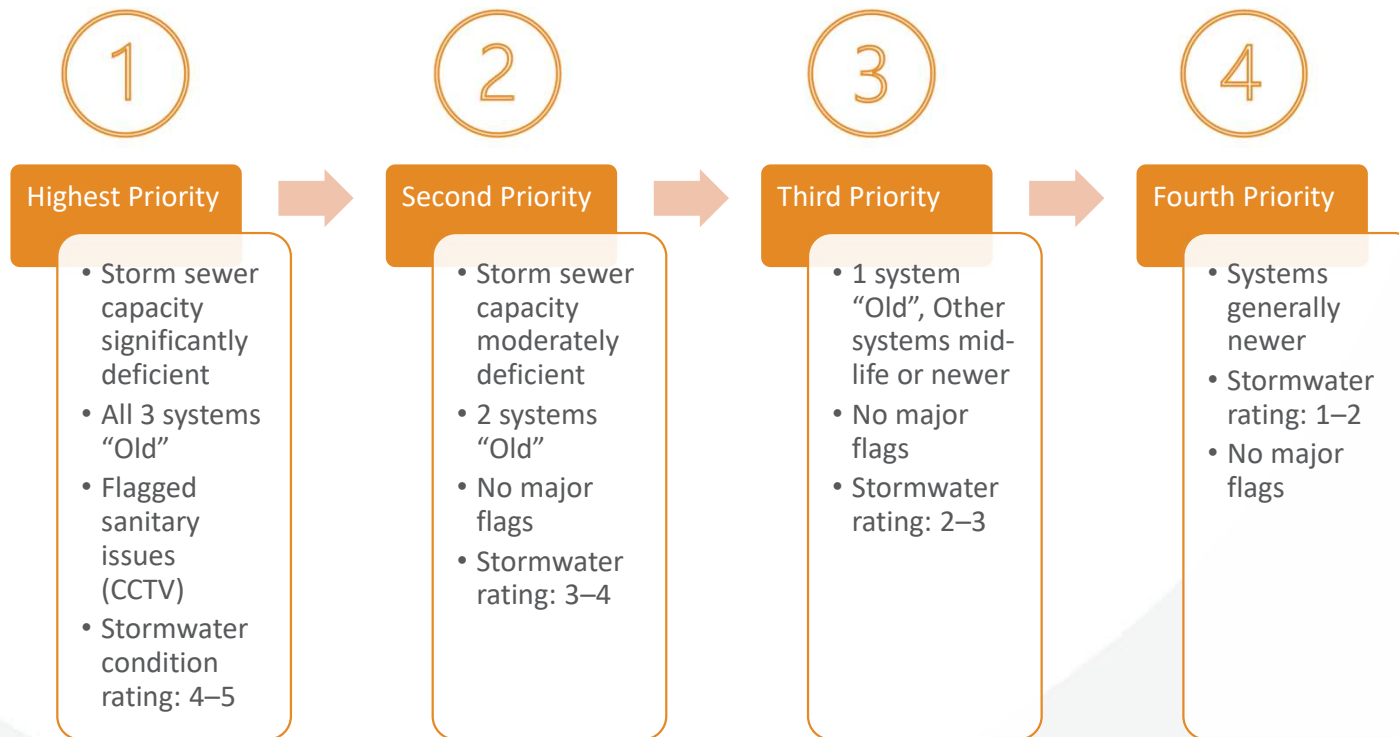 1
Highest Priority
• Storm sewer
capacity
significantly
deficient
• All 3 systems
“Old”
• Flagged
sanitary
issues
(CCTV)
• Stormwater
condition
rating: 4–5
2
Second Priority
• Storm sewer
capacity
moderately
deficient
• 2 systems
“Old”
• No major
flags
• Stormwater
rating: 3–4
3
Third Priority
• 1 system
“Old”, Other
systems mid-
life or newer
• No major
flags
• Stormwater
rating: 2–3
4
Fourth Priority
• Systems
generally
newer
• Stormwater
rating: 1–2
• No major
flags